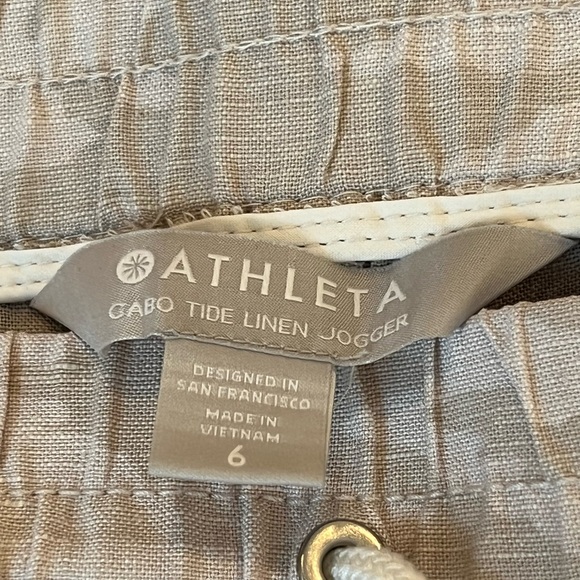 ATHLETA
CABO TIDE LINEN JOGGER
DESIGNED IN
SAN FRANCISCO
MADE IN
VIETNAM
6